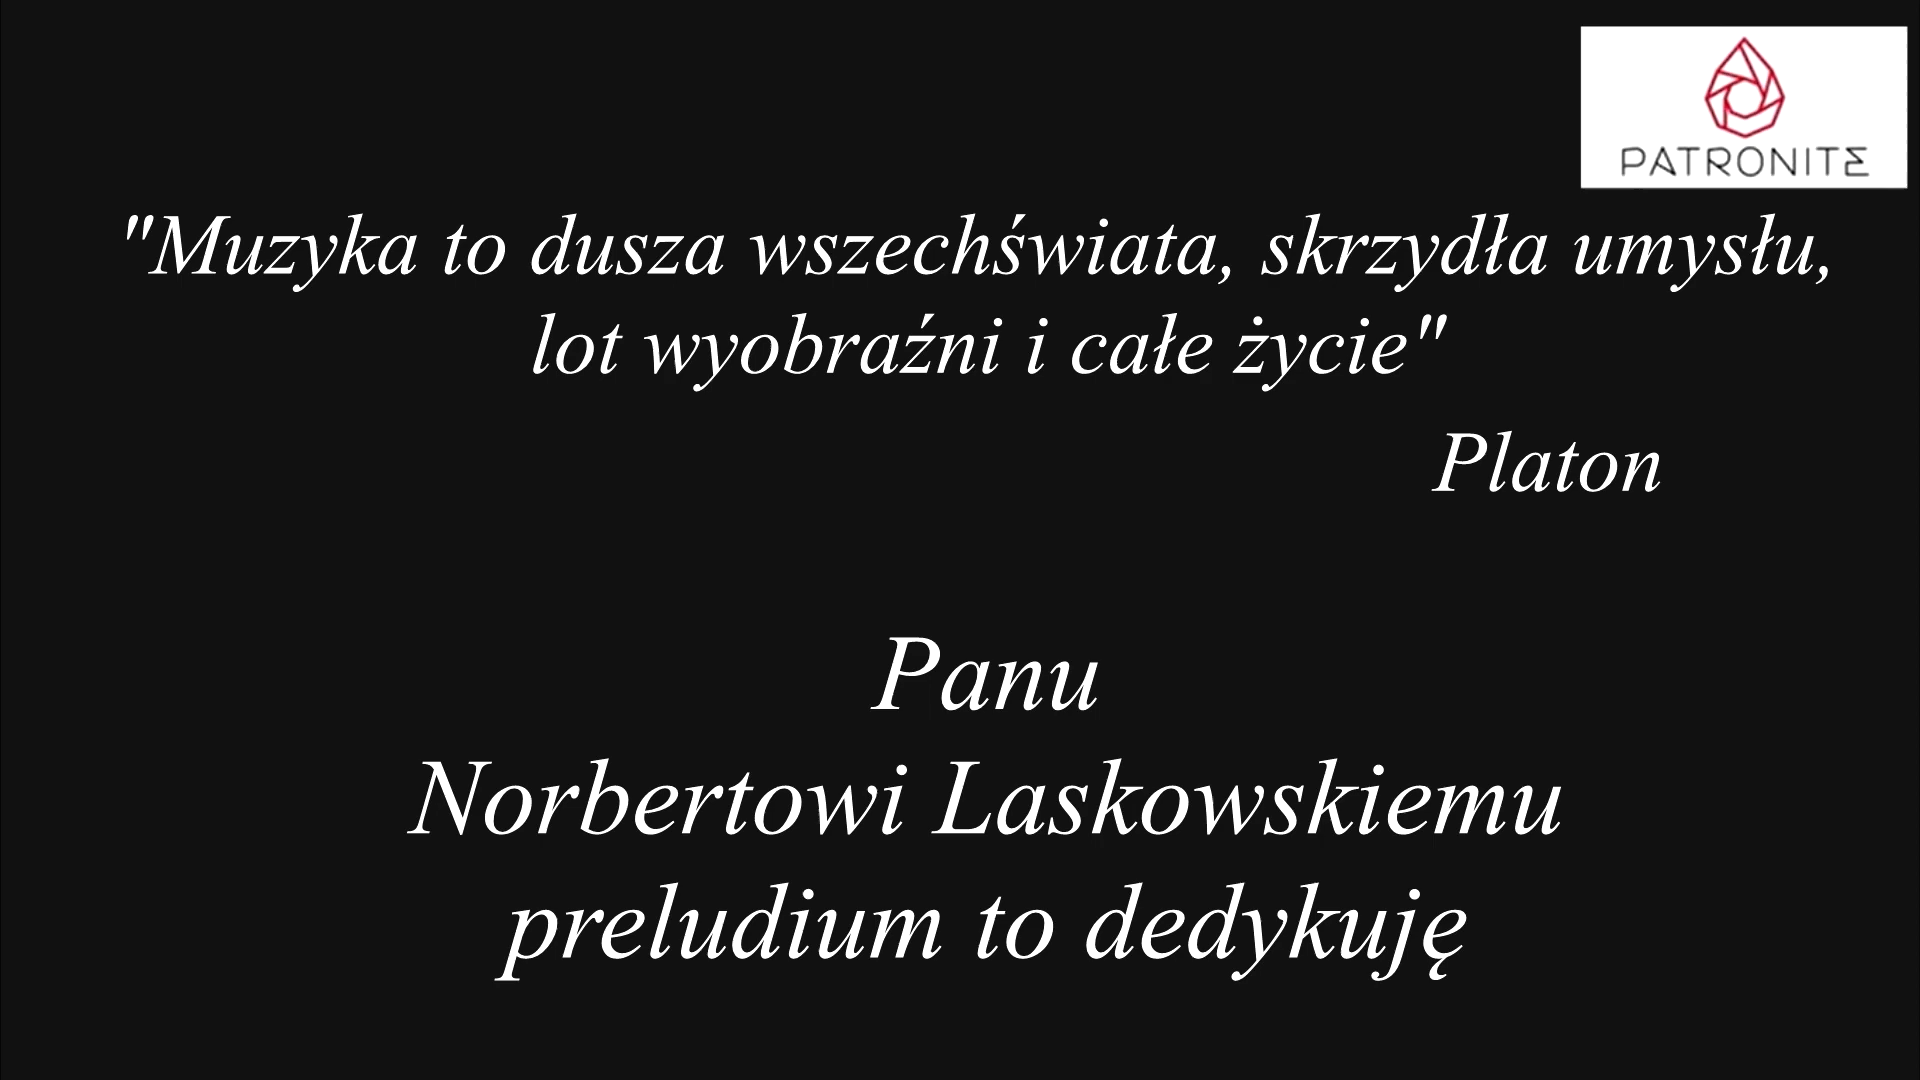 PATRONITE
"Muzyka to dusza wszechświata, skrzydła umysłu,
lot wyobraźni i całe życie"
Platon
Panu
Norbertowi Laskowskiemu
preludium to dedykuję